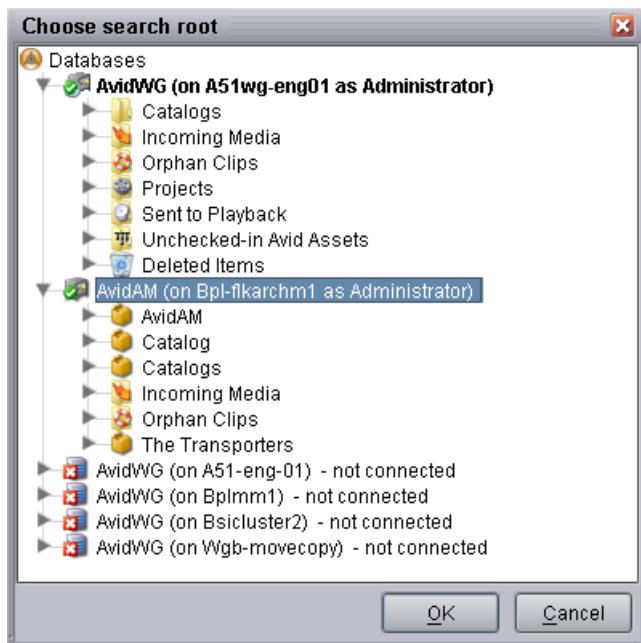 Choose search root
Databases
AvidWG (on A51wg-eng01 as Administrator)
Catalogs
Incoming Media
Orphan Clips
Projects
Sent to Playback
Unchecked-in Avid Assets
Deleted Items
AvidAM (on Bpl-flkarchm1 as Administrator)
AvidAM
Catalog
Catalogs
Incoming Media
Orphan Clips
The Transporters
AvidWG (on A51-eng-01) - not connected
AvidWG (on Bplmm1) - not connected
AvidWG (on Bsicluster2) - not connected
AvidWG (on Wgb-movecopy) - not connected
OK Cancel